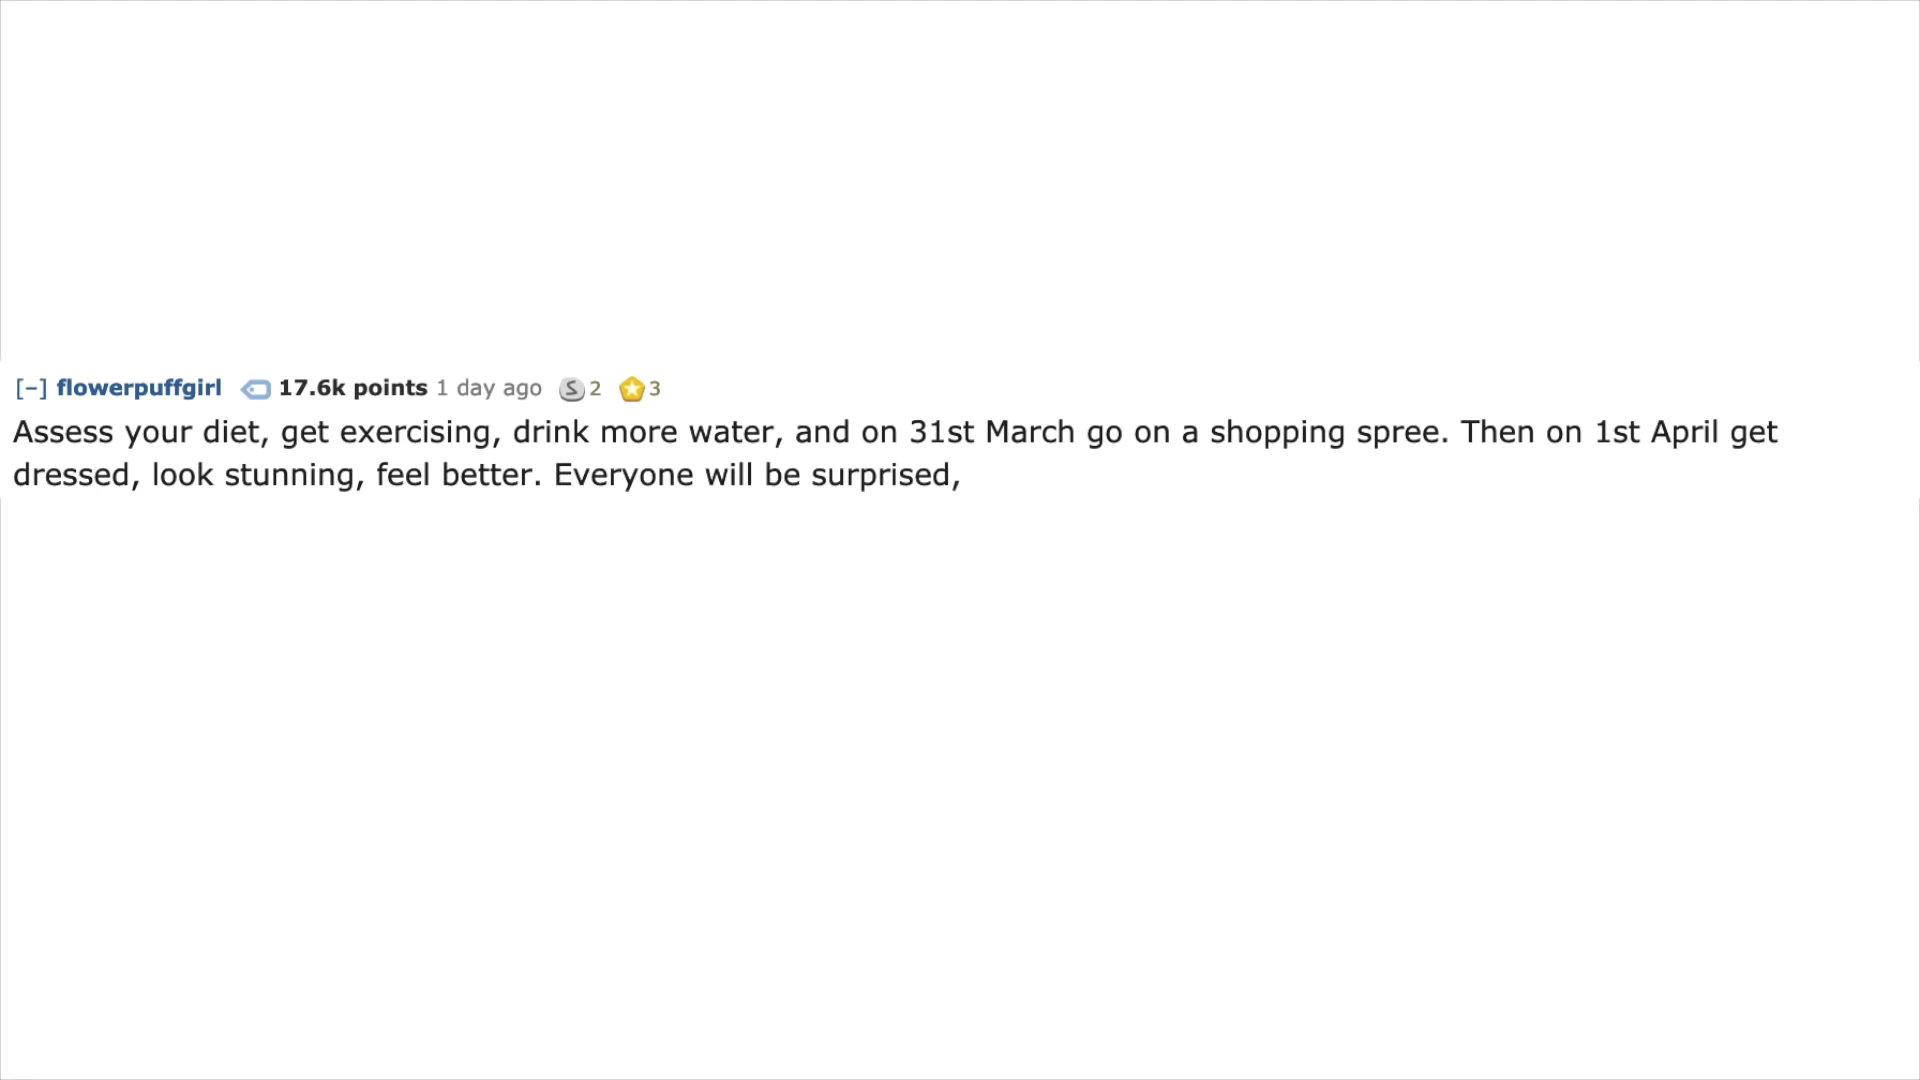 [–] flowerpuffgirl 17.6k points 1 day ago S 2 3
Assess your diet, get exercising, drink more water, and on 31st March go on a shopping spree. Then on 1st April get
dressed, look stunning, feel better. Everyone will be surprised,